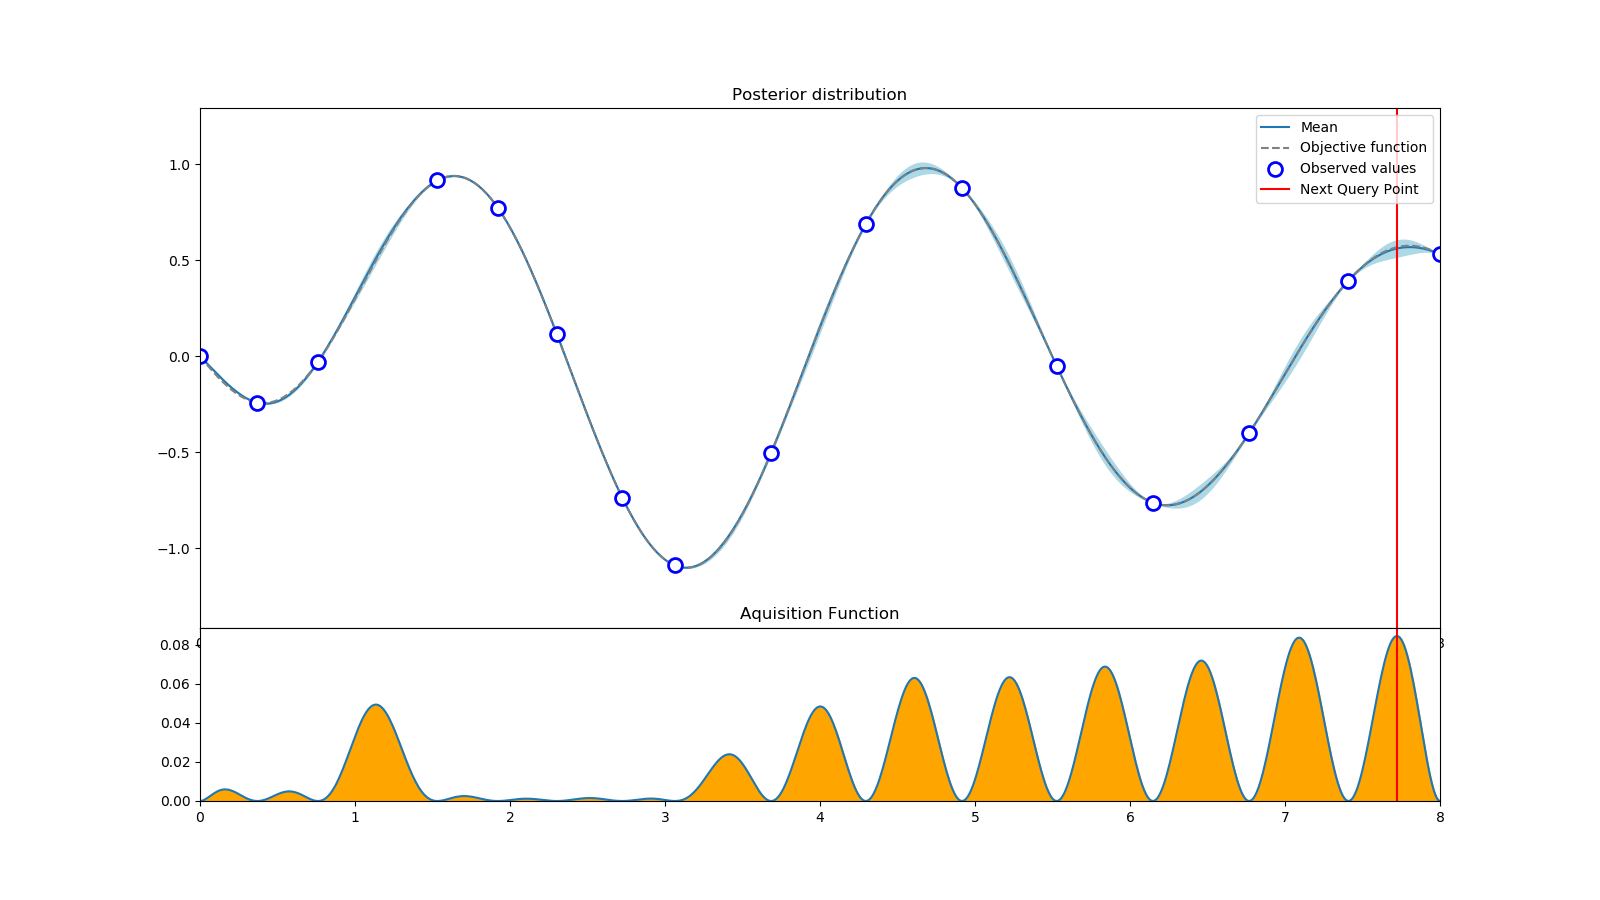 Posterior distribution
Mean
Objective function
Observed values
Next Query Point
1.0
0.5
0.0
−0.5
−1.0
Aquisition Function
0.08
0.06
0.04
0.02
0.00
0 1 2 3 4 5 6 7 8